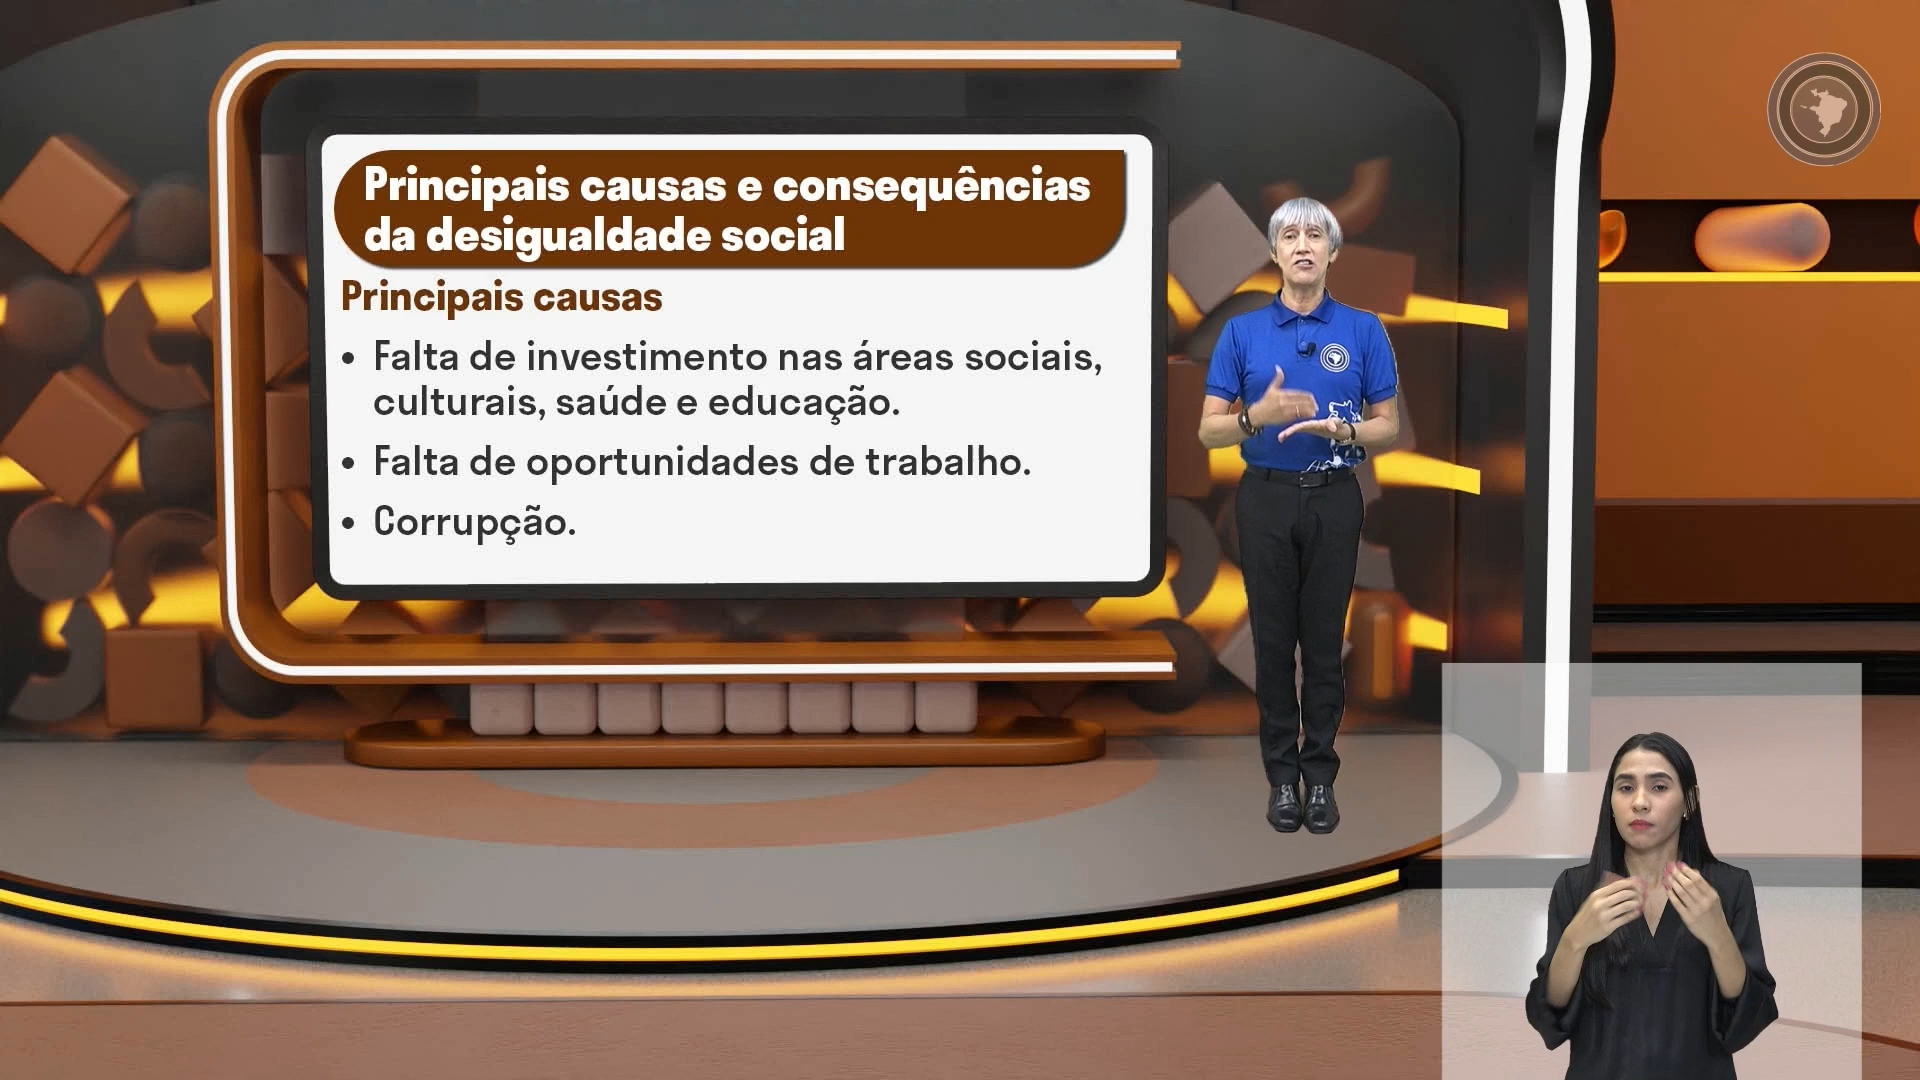 Principais causas e consequências
da desigualdade social
Principais causas
• Falta de investimento nas áreas sociais,
culturais, saúde e educação.
• Falta de oportunidades de trabalho.
• Corrupção.